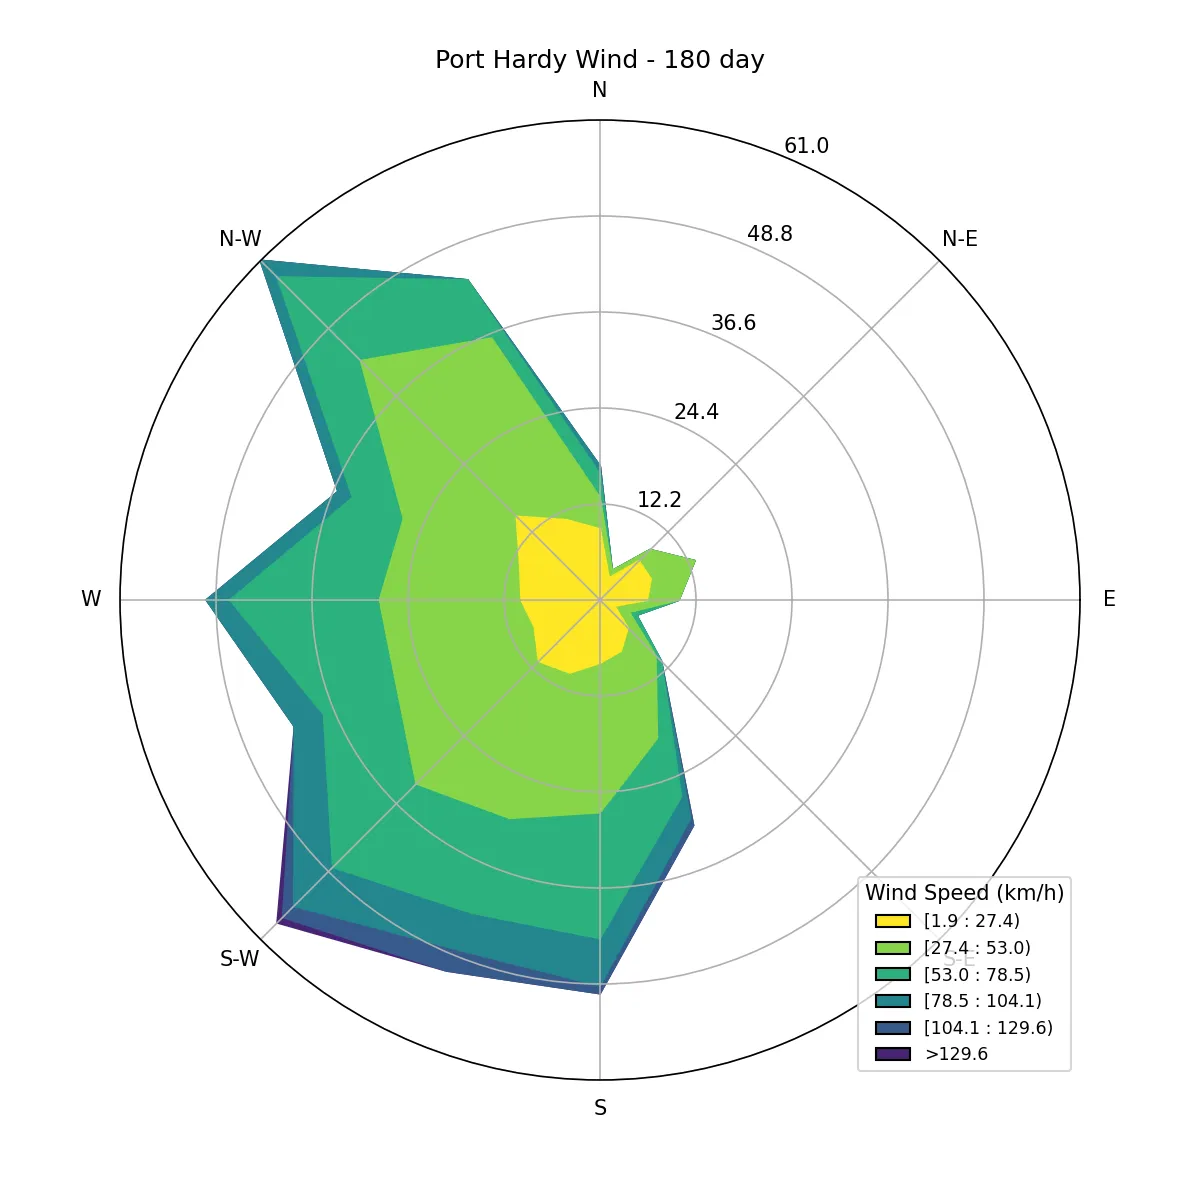 Port Hardy Wind - 180 day
N
61.0
48.8
N-W
N-E
36.6
24.4
12.2
W
E
S-W
S-E
S
Wind Speed (km/h)
[1.9 : 27.4)
[27.4 : 53.0)
[53.0 : 78.5)
[78.5 : 104.1)
[104.1 : 129.6)
>129.6